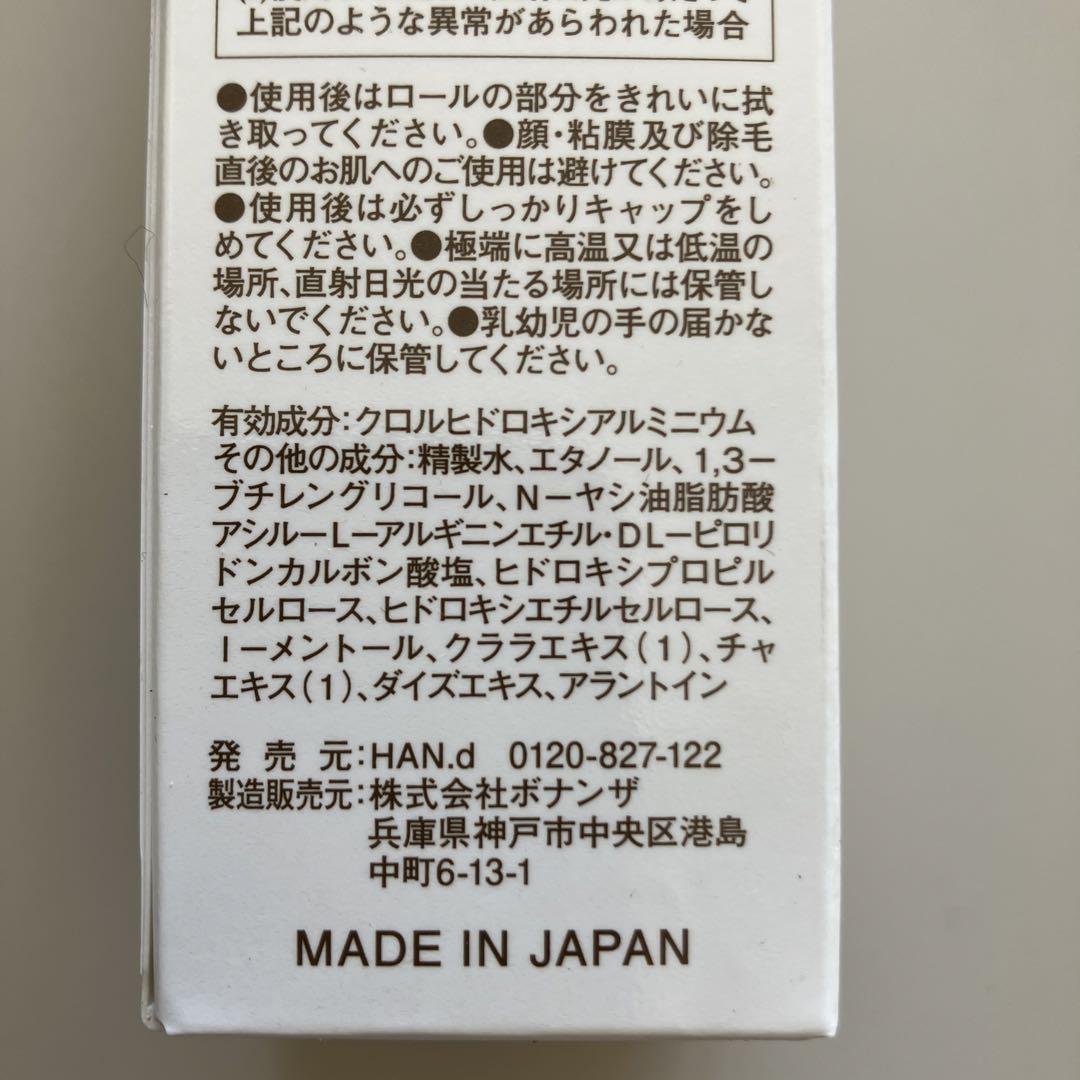 上記のような異常があらわれた場合
●使用後はロールの部分をきれいに拭
き取ってください。●顔・粘膜及び除毛
直後のお肌へのご使用は避けてください。
●使用後は必ずしっかりキャップをし
めてください。●極端に高温又は低温の
場所、直射日光の当たる場所には保管し
ないでください。●乳幼児の手の届かな
いところに保管してください。
有効成分:クロルヒドロキシアルミニウム
その他の成分:精製水、エタノール、1,3ー
ブチレングリコール、Nーヤシ油脂肪酸
アシルーLーアルギニンエチル・DLーピロリ
ドンカルボン酸塩、ヒドロキシプロピル
セルロース、ヒドロキシエチルセルロース、
lーメントール、クララエキス(1)、チャ
エキス(1)、ダイズエキス、アラントイン
発売元:HAN.d 0120-827-122
製造販売元:株式会社ボナンザ
兵庫県神戸市中央区港島
中町6-13-1
MADE IN JAPAN